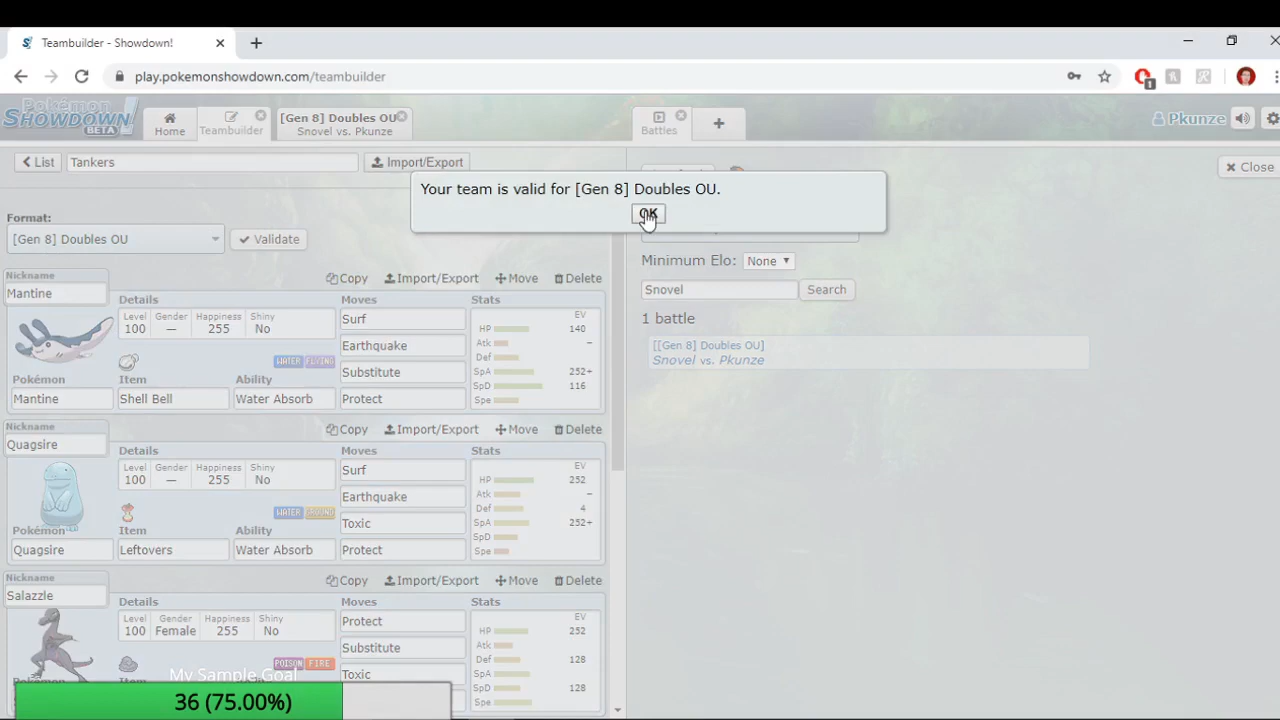 Teambuilder - Showdown!
play.pokemonshowdown.com/teambuilder
1
Pokémon
SHOWDOWN!
BETA
Home
Teambuilder
[Gen 8] Doubles OU
Snovel vs. Pkunze
Battles
Pkunze
List
Tankers
Import/Export
Close
Your team is valid for [Gen 8] Doubles OU.
OK
Format:
[Gen 8] Doubles OU
Validate
Minimum Elo:
None
Snovel
Search
1 battle
[[Gen 8] Doubles OU]
Snovel vs. Pkunze
Nickname
Mantine
Copy
Import/Export
Move
Delete
Details
Level Gender Happiness Shiny
100 — 255 No
WATER FLYING
Pokémon
Mantine
Item
Shell Bell
Ability
Water Absorb
Moves
Surf
Earthquake
Substitute
Protect
Stats
EV
HP 140
Atk –
Def
SpA 252+
SpD 116
Spe
Nickname
Quagsire
Copy
Import/Export
Move
Delete
Details
Level Gender Happiness Shiny
100 — 255 No
WATER GROUND
Pokémon
Quagsire
Item
Leftovers
Ability
Water Absorb
Moves
Surf
Earthquake
Toxic
Protect
Stats
EV
HP 252
Atk –
Def 4
SpA 252+
SpD
Spe
Nickname
Salazzle
Copy
Import/Export
Move
Delete
Details
Level Gender Happiness Shiny
100 Female 255 No
POISON FIRE
Moves
Protect
Substitute
Toxic
Stats
EV
HP 252
Atk
Def 128
SpA
SpD 128
Spe
My Sample Goal
36 (75.00%)